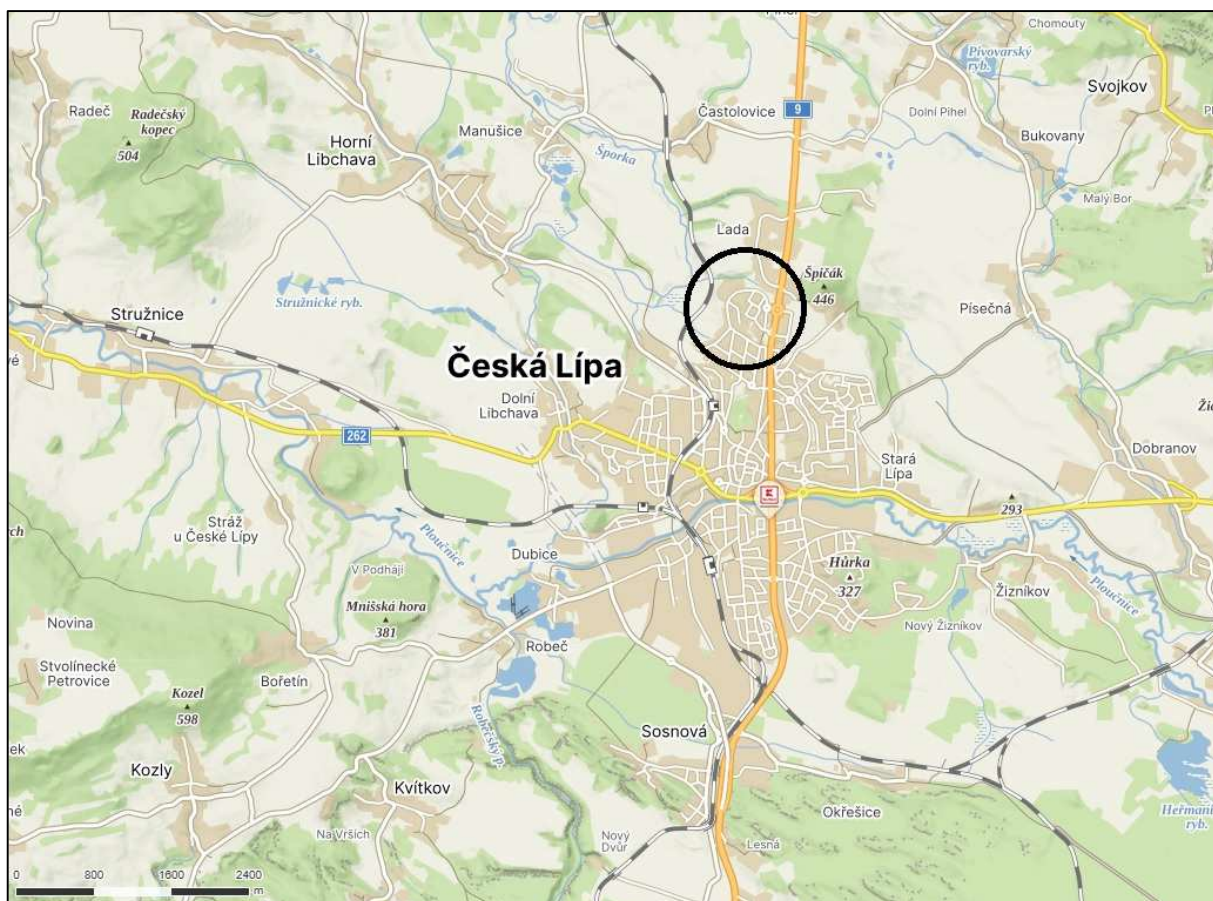 Chomouty
Pivovarský
ryb.
Svojkov
Radeč
Radečský
kopec
504
Horní
Libchava
Manušice
Častolovice
9
Dolní Pihel
Bukovany
Šporka
Malý Bor
Lada
Špičák
446
Písečná
Stružnické ryb.
Stružnice
Česká Lípa
Dolní
Libchava
262
Dobranov
Stará
Lípa
293
Stráž
u České Lípy
Ploučnice
V Podhájí
Dubice
Hůrka
327
Žizníkov
Ploučnice
Mnišská hora
381
Nový Žizníkov
Novina
Robeč
Stvolínecké
Petrovice
Bořetín
Kozel
598
Robečský p.
Sosnová
Kozly
Kvítkov
Okřešice
Na Vrších
Nový
Dvůr
Lesná
ryb.
0 800 1600 2400
m